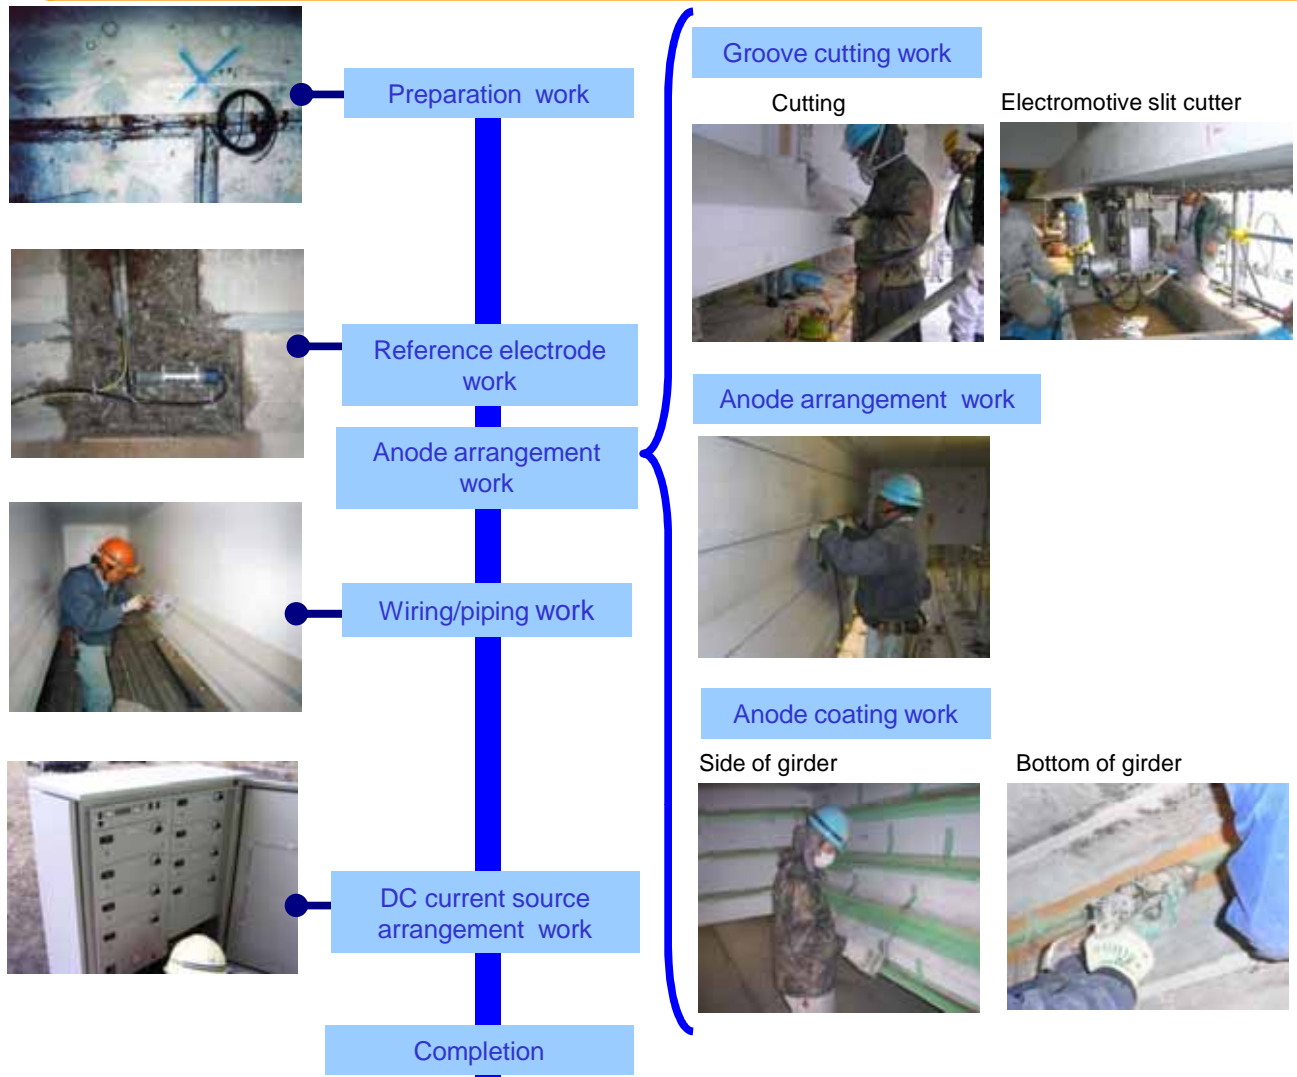 Preparation work
Reference electrode
work
Anode arrangement
work
Wiring/piping work
DC current source
arrangement work
Completion
Groove cutting work
Cutting
Electromotive slit cutter
Anode arrangement work
Anode coating work
Side of girder
Bottom of girder